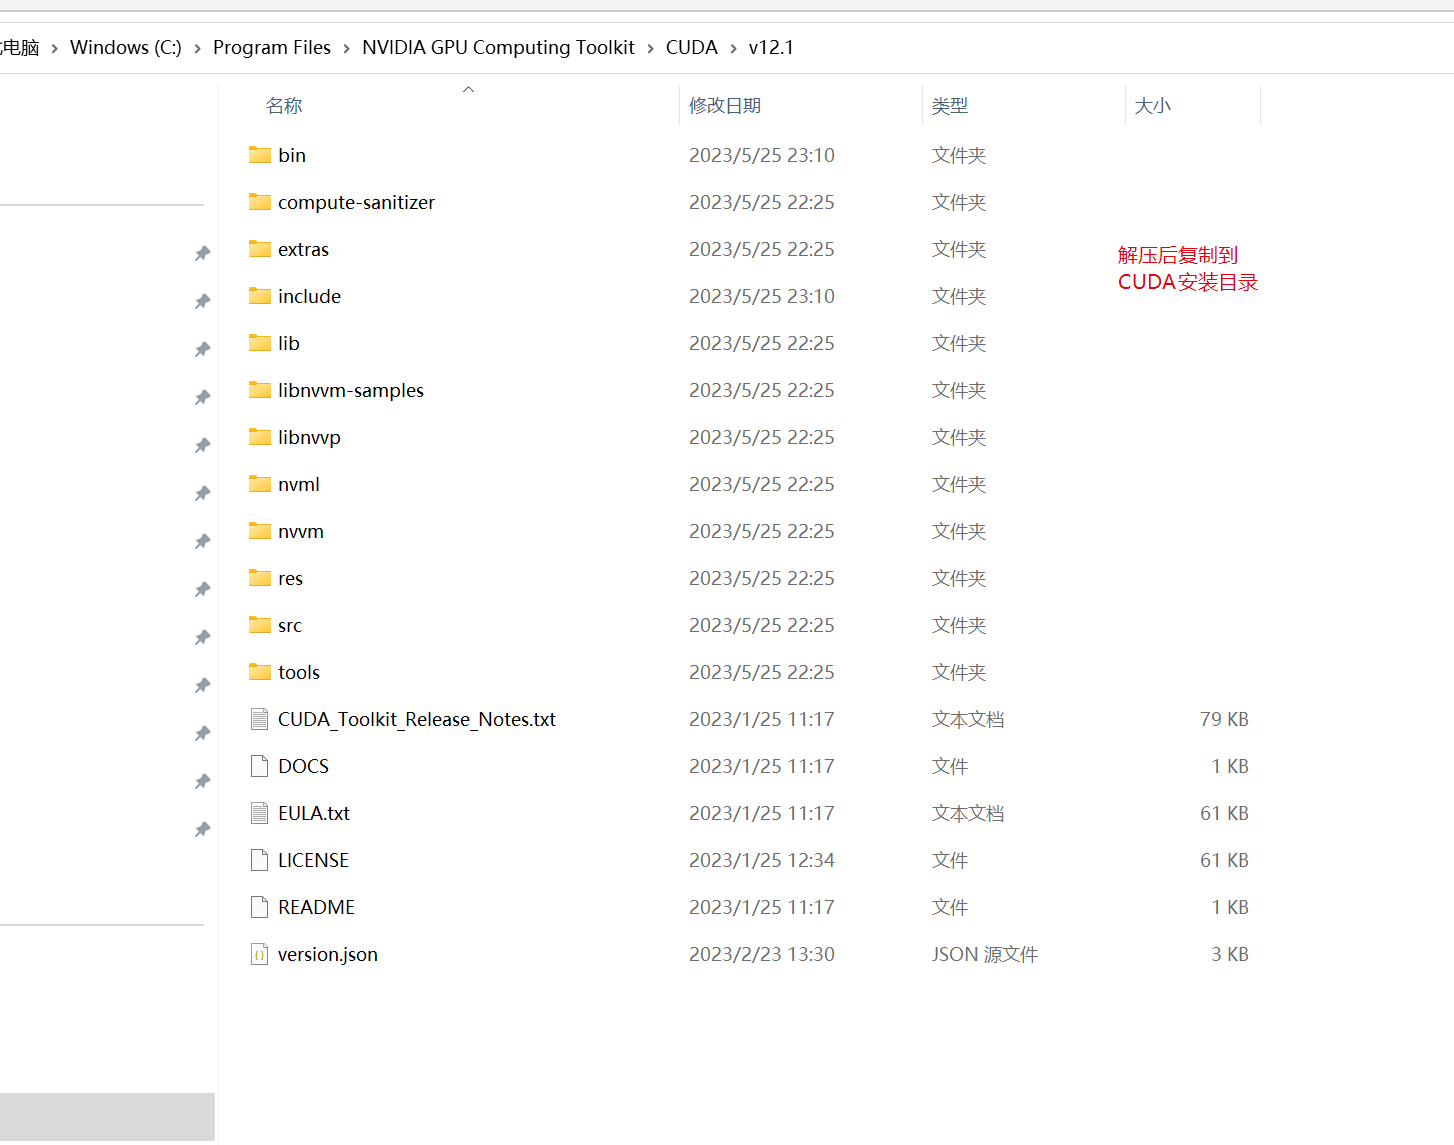 电脑 › Windows (C:) › Program Files › NVIDIA GPU Computing Toolkit › CUDA › v12.1
名称 修改日期 类型 大小
bin 2023/5/25 23:10 文件夹
compute-sanitizer 2023/5/25 22:25 文件夹
extras 2023/5/25 22:25 文件夹
解压后复制到
CUDA安装目录
include 2023/5/25 23:10 文件夹
lib 2023/5/25 22:25 文件夹
libnvvm-samples 2023/5/25 22:25 文件夹
libnvvp 2023/5/25 22:25 文件夹
nvml 2023/5/25 22:25 文件夹
nvvm 2023/5/25 22:25 文件夹
res 2023/5/25 22:25 文件夹
src 2023/5/25 22:25 文件夹
tools 2023/5/25 22:25 文件夹
CUDA_Toolkit_Release_Notes.txt 2023/1/25 11:17 文本文档 79 KB
DOCS 2023/1/25 11:17 文件 1 KB
EULA.txt 2023/1/25 11:17 文本文档 61 KB
LICENSE 2023/1/25 12:34 文件 61 KB
README 2023/1/25 11:17 文件 1 KB
version.json 2023/2/23 13:30 JSON 源文件 3 KB